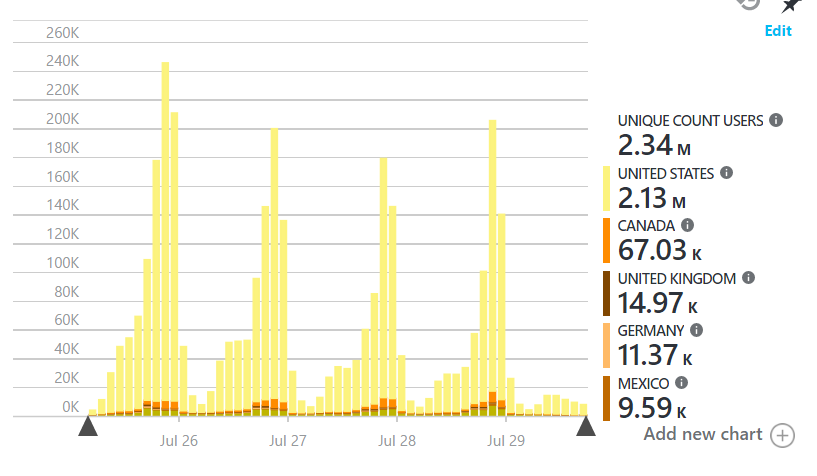 Edit
260K
240K
220K
200K
180K
160K
140K
120K
100K
80K
60K
40K
20K
0K
Jul 26
Jul 27
Jul 28
Jul 29
UNIQUE COUNT USERS
2.34 M
UNITED STATES
2.13 M
CANADA
67.03 K
UNITED KINGDOM
14.97 K
GERMANY
11.37 K
MEXICO
9.59 K
Add new chart